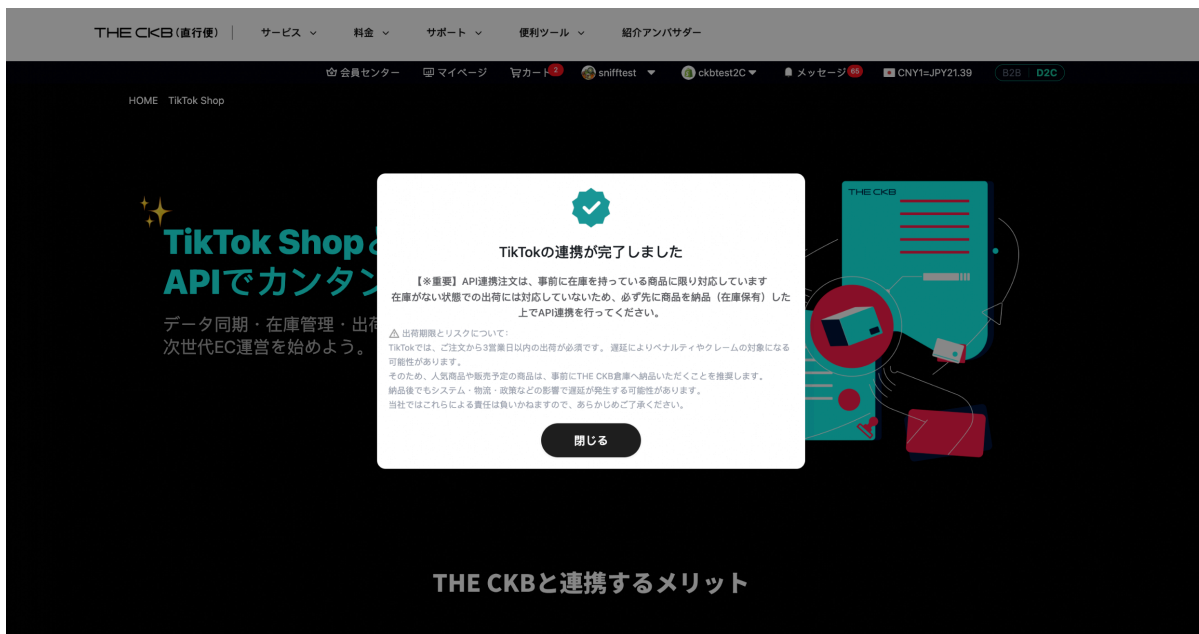 THE CKB(直行便)
サービス
料金
サポート
便利ツール
紹介アンバサダー
会員センター
マイページ
カート 2
snifftest
ckbtest2C
メッセージ 65
CNY1=JPY21.39
B2B D2C
HOME TikTok Shop
TikTok Shopと
APIでカンタン
データ同期・在庫管理・出荷
次世代EC運営を始めよう。
THE CKB
TikTokの連携が完了しました
【※重要】API連携注文は、事前に在庫を持っている商品に限り対応しています
在庫がない状態での出荷には対応していないため、必ず先に商品を納品（在庫保有）した
上でAPI連携を行ってください。
出荷期限とリスクについて:
TikTokでは、ご注文から3営業日以内の出荷が必須です。 遅延によりペナルティやクレームの対象になる
可能性があります。
そのため、人気商品や販売予定の商品は、事前にTHE CKB倉庫へ納品いただくことを推奨します。
納品後でもシステム・物流・政策などの影響で遅延が発生する可能性があります。
当社ではこれらによる責任は負いかねますので、あらかじめご了承ください。
閉じる
THE CKBと連携するメリット